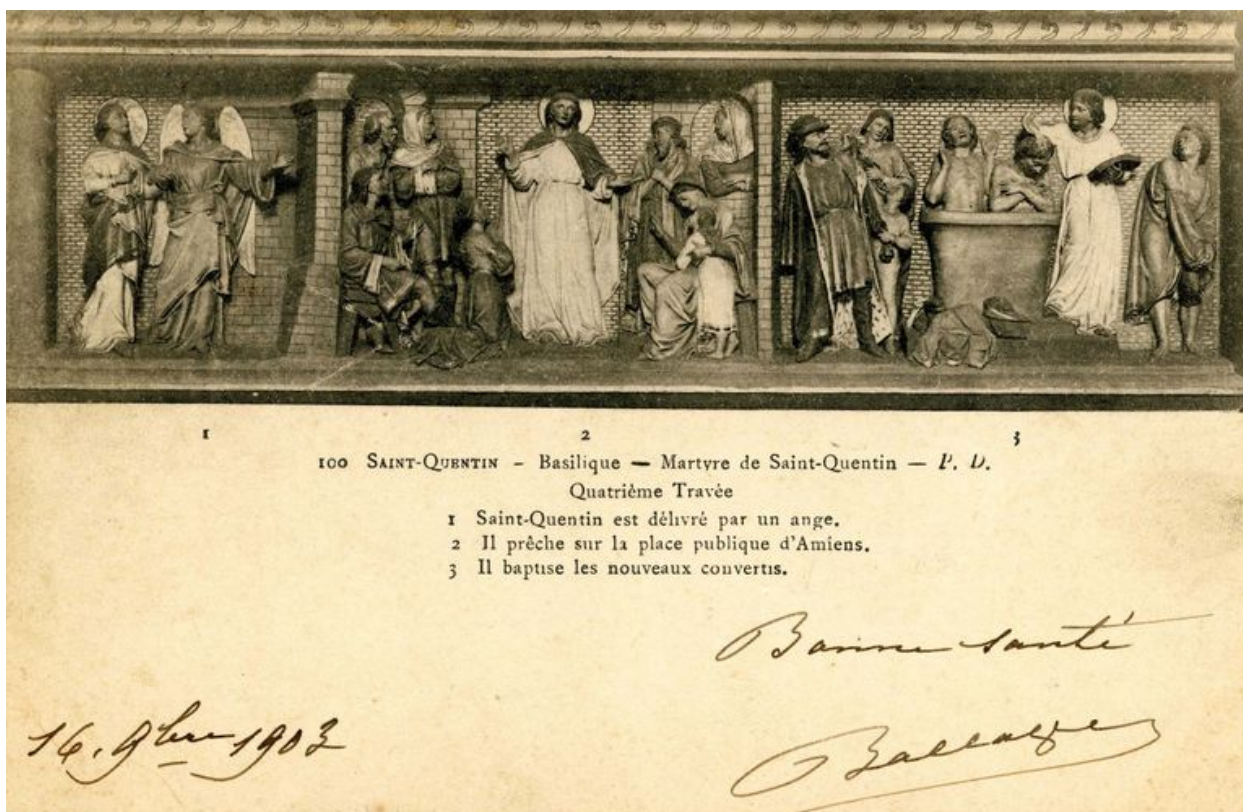 1 2 3
100 SAINT-QUENTIN - Basilique — Martyre de Saint-Quentin — P. D.
Quatrième Travée
1 Saint-Quentin est délivré par un ange.
2 Il prêche sur la place publique d'Amiens.
3 Il baptise les nouveaux convertis.
Bonne santé
16. 9bre 1903